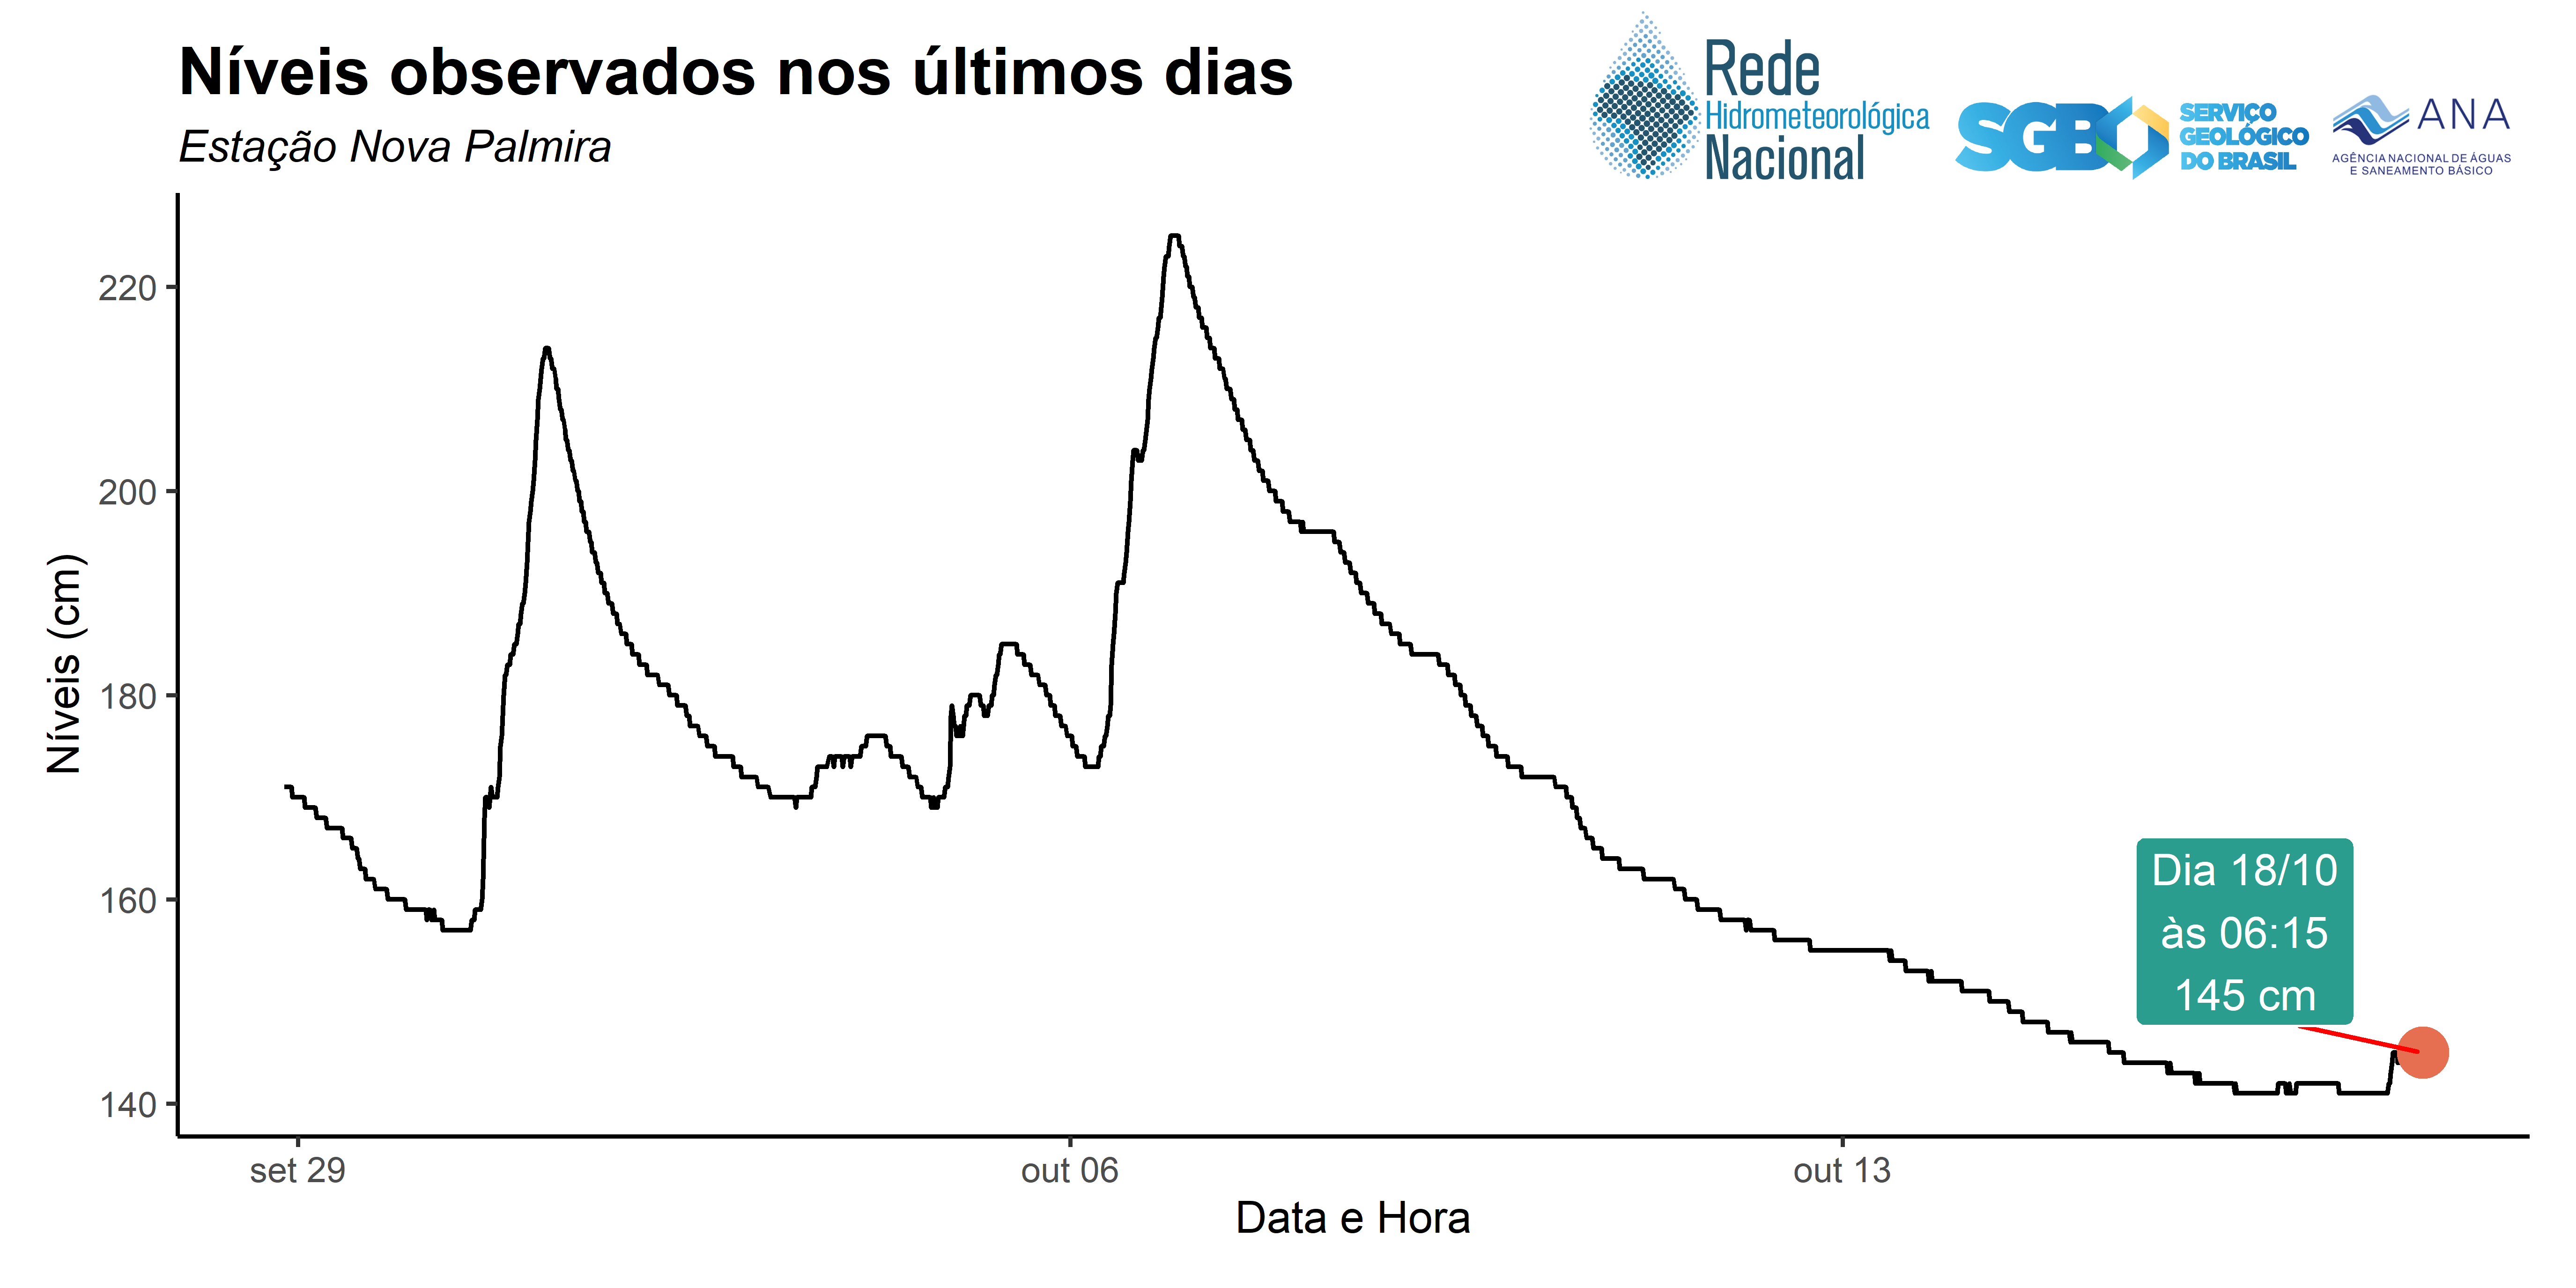 Níveis observados nos últimos dias
Estação Nova Palmira
Rede
Hidrometeorológica
Nacional
SGB
SERVIÇO
GEOLÓGICO
DO BRASIL
ANA
AGÊNCIA NACIONAL DE ÁGUAS
E SANEAMENTO BÁSICO
Níveis (cm)
220
200
180
160
140
Dia 18/10
às 06:15
145 cm
set 29
out 06
out 13
Data e Hora